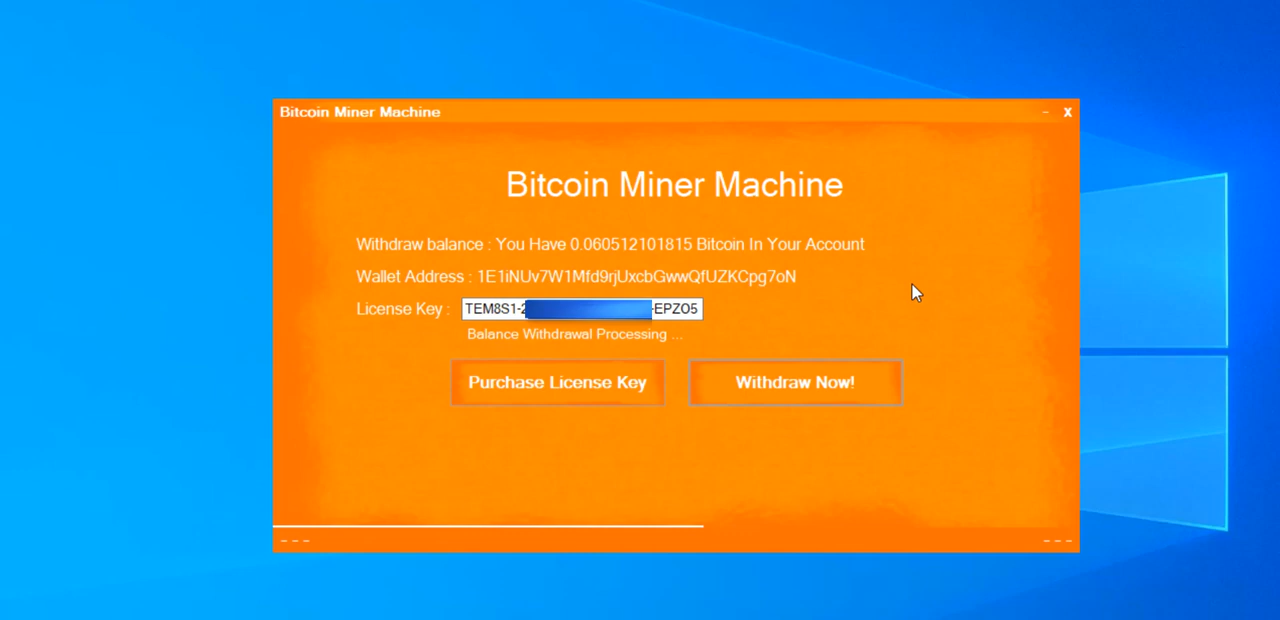 Bitcoin Miner Machine
Bitcoin Miner Machine
Withdraw balance : You Have 0.060512101815 Bitcoin In Your Account
Wallet Address : 1E1iNUv7W1Mfd9rjUxcbGwwQfUZKCpg7oN
License Key : TEM8S1-2 -EPZO5
Balance Withdrawal Processing ...
Purchase License Key
Withdraw Now!